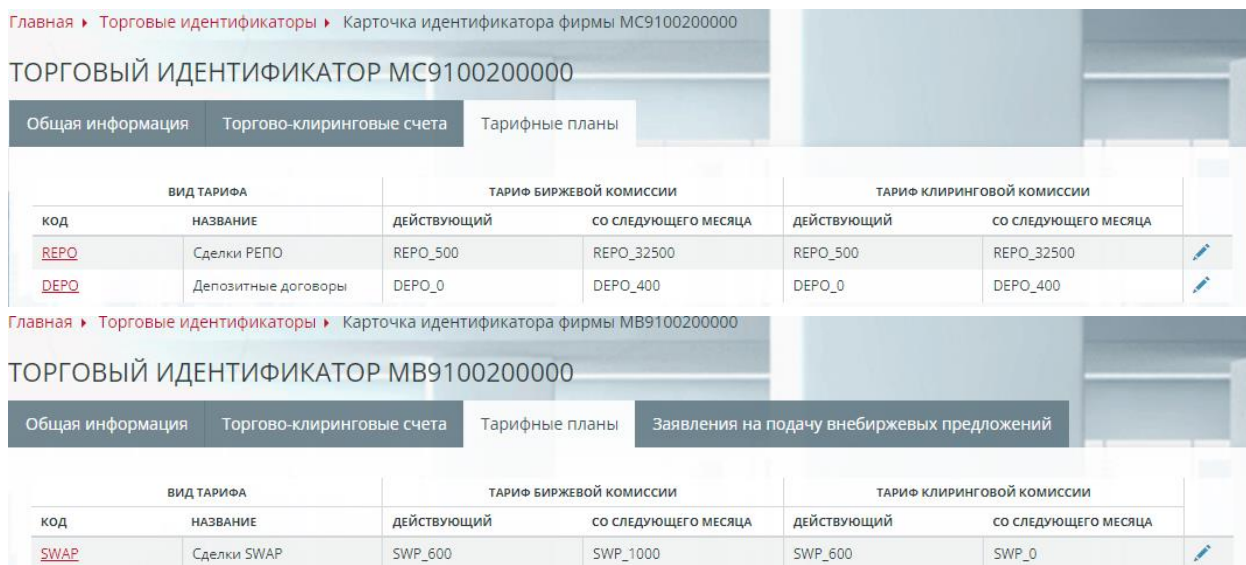 Главная ▸ Торговые идентификаторы ▸ Карточка идентификатора фирмы MC9100200000
ТОРГОВЫЙ ИДЕНТИФИКАТОР MC9100200000
Общая информация Торгово-клиринговые счета Тарифные планы
ВИД ТАРИФА ТАРИФ БИРЖЕВОЙ КОМИССИИ ТАРИФ КЛИРИНГОВОЙ КОМИССИИ
КОД НАЗВАНИЕ ДЕЙСТВУЮЩИЙ СО СЛЕДУЮЩЕГО МЕСЯЦА ДЕЙСТВУЮЩИЙ СО СЛЕДУЮЩЕГО МЕСЯЦА
REPO Сделки РЕПО REPO_500 REPO_32500 REPO_500 REPO_32500
DEPO Депозитные договоры DEPO_0 DEPO_400 DEPO_0 DEPO_400
Главная ▸ Торговые идентификаторы ▸ Карточка идентификатора фирмы MB9100200000
ТОРГОВЫЙ ИДЕНТИФИКАТОР MB9100200000
Общая информация Торгово-клиринговые счета Тарифные планы Заявления на подачу внебиржевых предложений
ВИД ТАРИФА ТАРИФ БИРЖЕВОЙ КОМИССИИ ТАРИФ КЛИРИНГОВОЙ КОМИССИИ
КОД НАЗВАНИЕ ДЕЙСТВУЮЩИЙ СО СЛЕДУЮЩЕГО МЕСЯЦА ДЕЙСТВУЮЩИЙ СО СЛЕДУЮЩЕГО МЕСЯЦА
SWAP Сделки SWAP SWP_600 SWP_1000 SWP_600 SWP_0